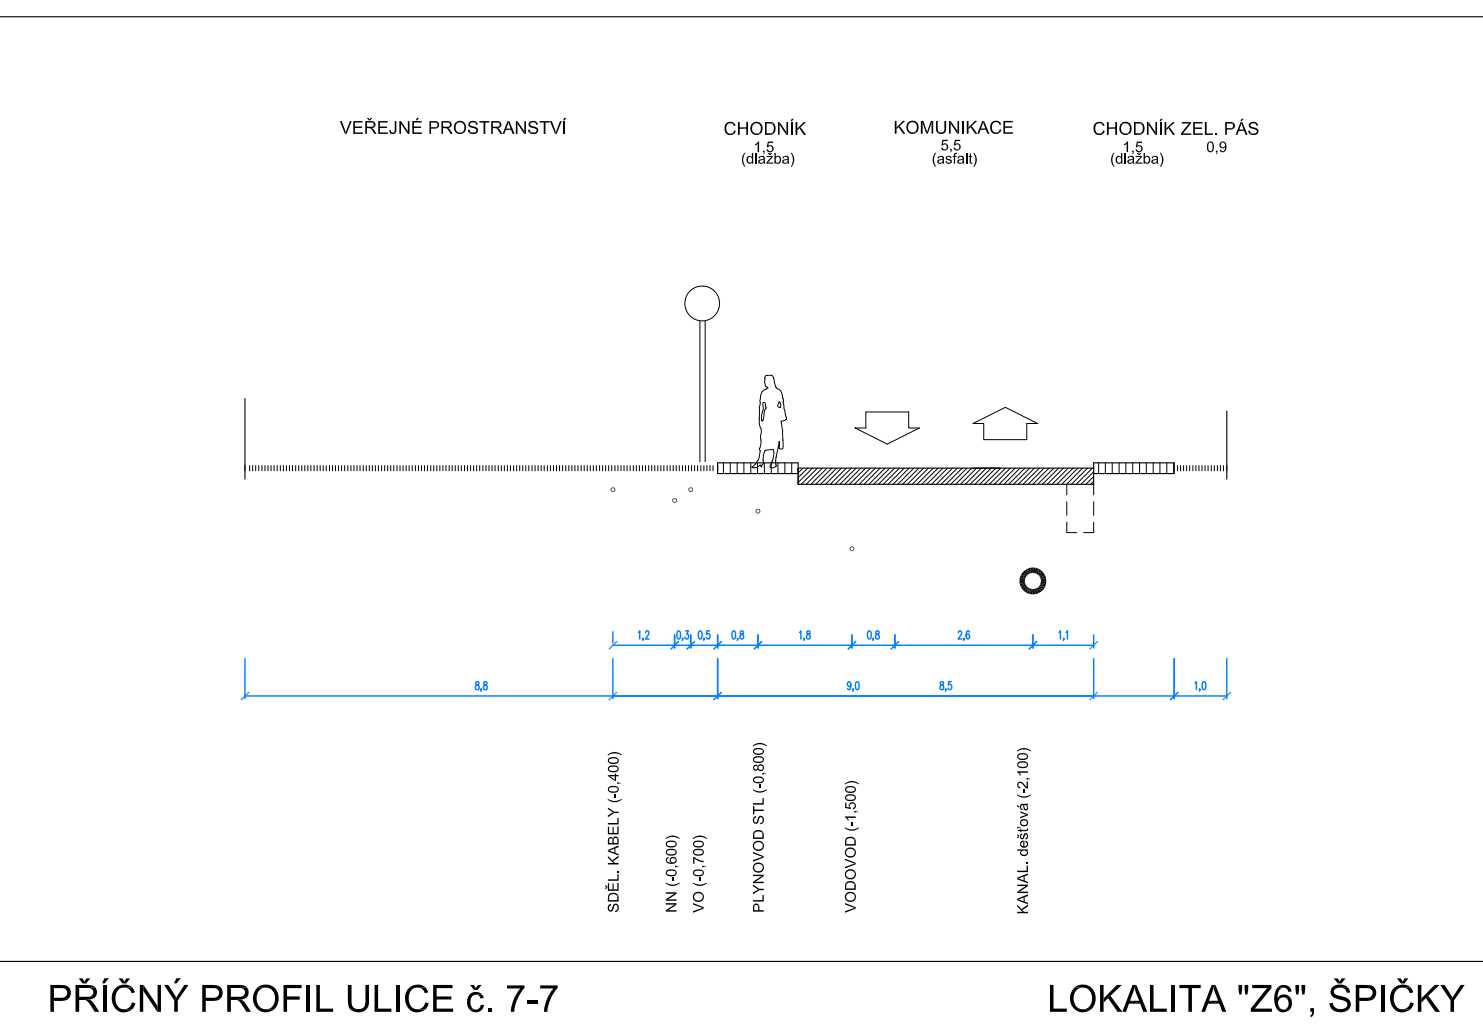 VEŘEJNÉ PROSTRANSTVÍ
CHODNÍK
1,5
(dlažba)
KOMUNIKACE
5,5
(asfalt)
CHODNÍK
1,5
(dlažba)
ZEL. PÁS
0,9
1,2
0,3
0,5
0,8
1,8
0,8
2,6
1,1
8,8
9,0
8,5
1,0
SDĚL. KABELY (-0,400)
NN (-0,600)
VO (-0,700)
PLYNOVOD STL (-0,800)
VODOVOD (-1,500)
KANAL. dešťová (-2,100)
PŘÍČNÝ PROFIL ULICE č. 7-7
LOKALITA "Z6", ŠPIČKY